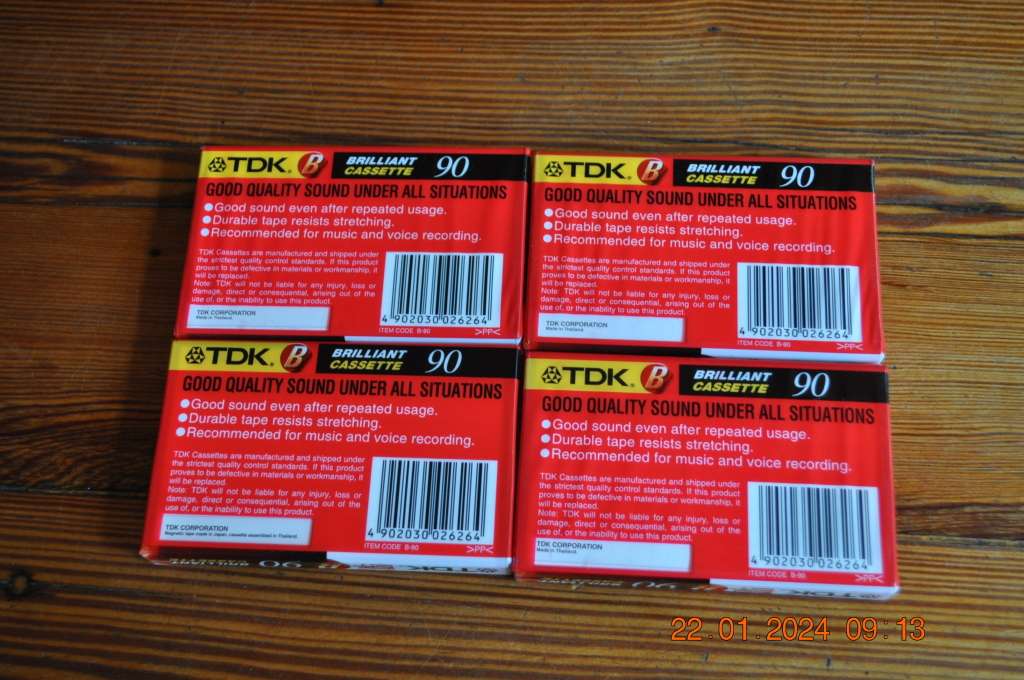 TDK. B BRILLIANT CASSETTE 90
GOOD QUALITY SOUND UNDER ALL SITUATIONS
●Good sound even after repeated usage.
●Durable tape resists stretching.
●Recommended for music and voice recording.
TDK Cassettes are manufactured and shipped under
the strictest quality control standards. If this product
proves to be defective in materials or workmanship, it
will be replaced.
Note: TDK will not be liable for any injury, loss or
damage, direct or consequential, arising out of the
use of, or the inability to use this product.
TDK CORPORATION
Made in Thailand.
4 902030 026264
ITEM CODE B-90
>PP<
TDK. B BRILLIANT CASSETTE 90
GOOD QUALITY SOUND UNDER ALL SITUATIONS
●Good sound even after repeated usage.
●Durable tape resists stretching.
●Recommended for music and voice recording.
TDK Cassettes are manufactured and shipped under
the strictest quality control standards. If this product
proves to be defective in materials or workmanship, it
will be replaced.
Note: TDK will not be liable for any injury, loss or
damage, direct or consequential, arising out of the
use of, or the inability to use this product.
TDK CORPORATION
Made in Thailand.
4 902030 026264
ITEM CODE B-90
>PP<
TDK. B BRILLIANT CASSETTE 90
GOOD QUALITY SOUND UNDER ALL SITUATIONS
●Good sound even after repeated usage.
●Durable tape resists stretching.
●Recommended for music and voice recording.
TDK Cassettes are manufactured and shipped under
the strictest quality control standards. If this product
proves to be defective in materials or workmanship, it
will be replaced.
Note: TDK will not be liable for any injury, loss or
damage, direct or consequential, arising out of the
use of, or the inability to use this product.
TDK CORPORATION
Magnetic tape made in Japan, cassette assembled in Thailand.
4 902030 026264
ITEM CODE B-90
>PP<
TDK. B BRILLIANT CASSETTE 90
GOOD QUALITY SOUND UNDER ALL SITUATIONS
●Good sound even after repeated usage.
●Durable tape resists stretching.
●Recommended for music and voice recording.
TDK Cassettes are manufactured and shipped under
the strictest quality control standards. If this product
proves to be defective in materials or workmanship, it
will be replaced.
Note: TDK will not be liable for any injury, loss or
damage, direct or consequential, arising out of the
use of, or the inability to use this product.
TDK CORPORATION
Made in Thailand.
4 902030 026264
ITEM CODE B-90
>PP<
TDK 90
90
22.01.2024 09:13